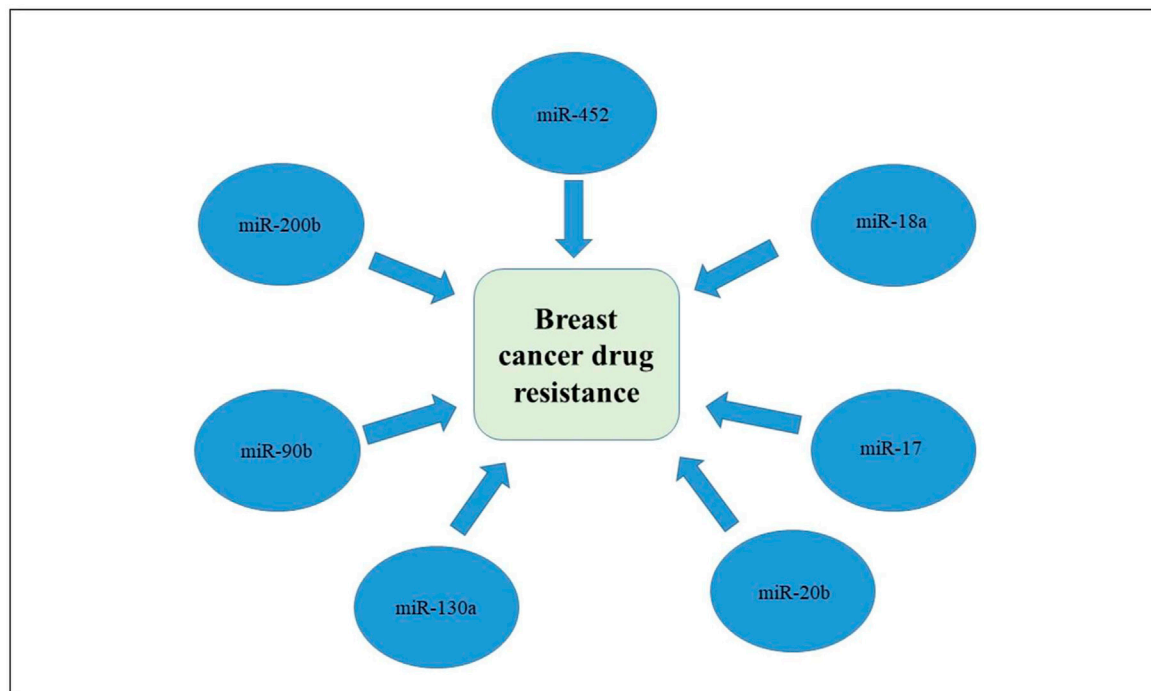 miR-452
miR-200b
miR-18a
Breast
cancer drug
resistance
miR-90b
miR-17
miR-130a
miR-20b